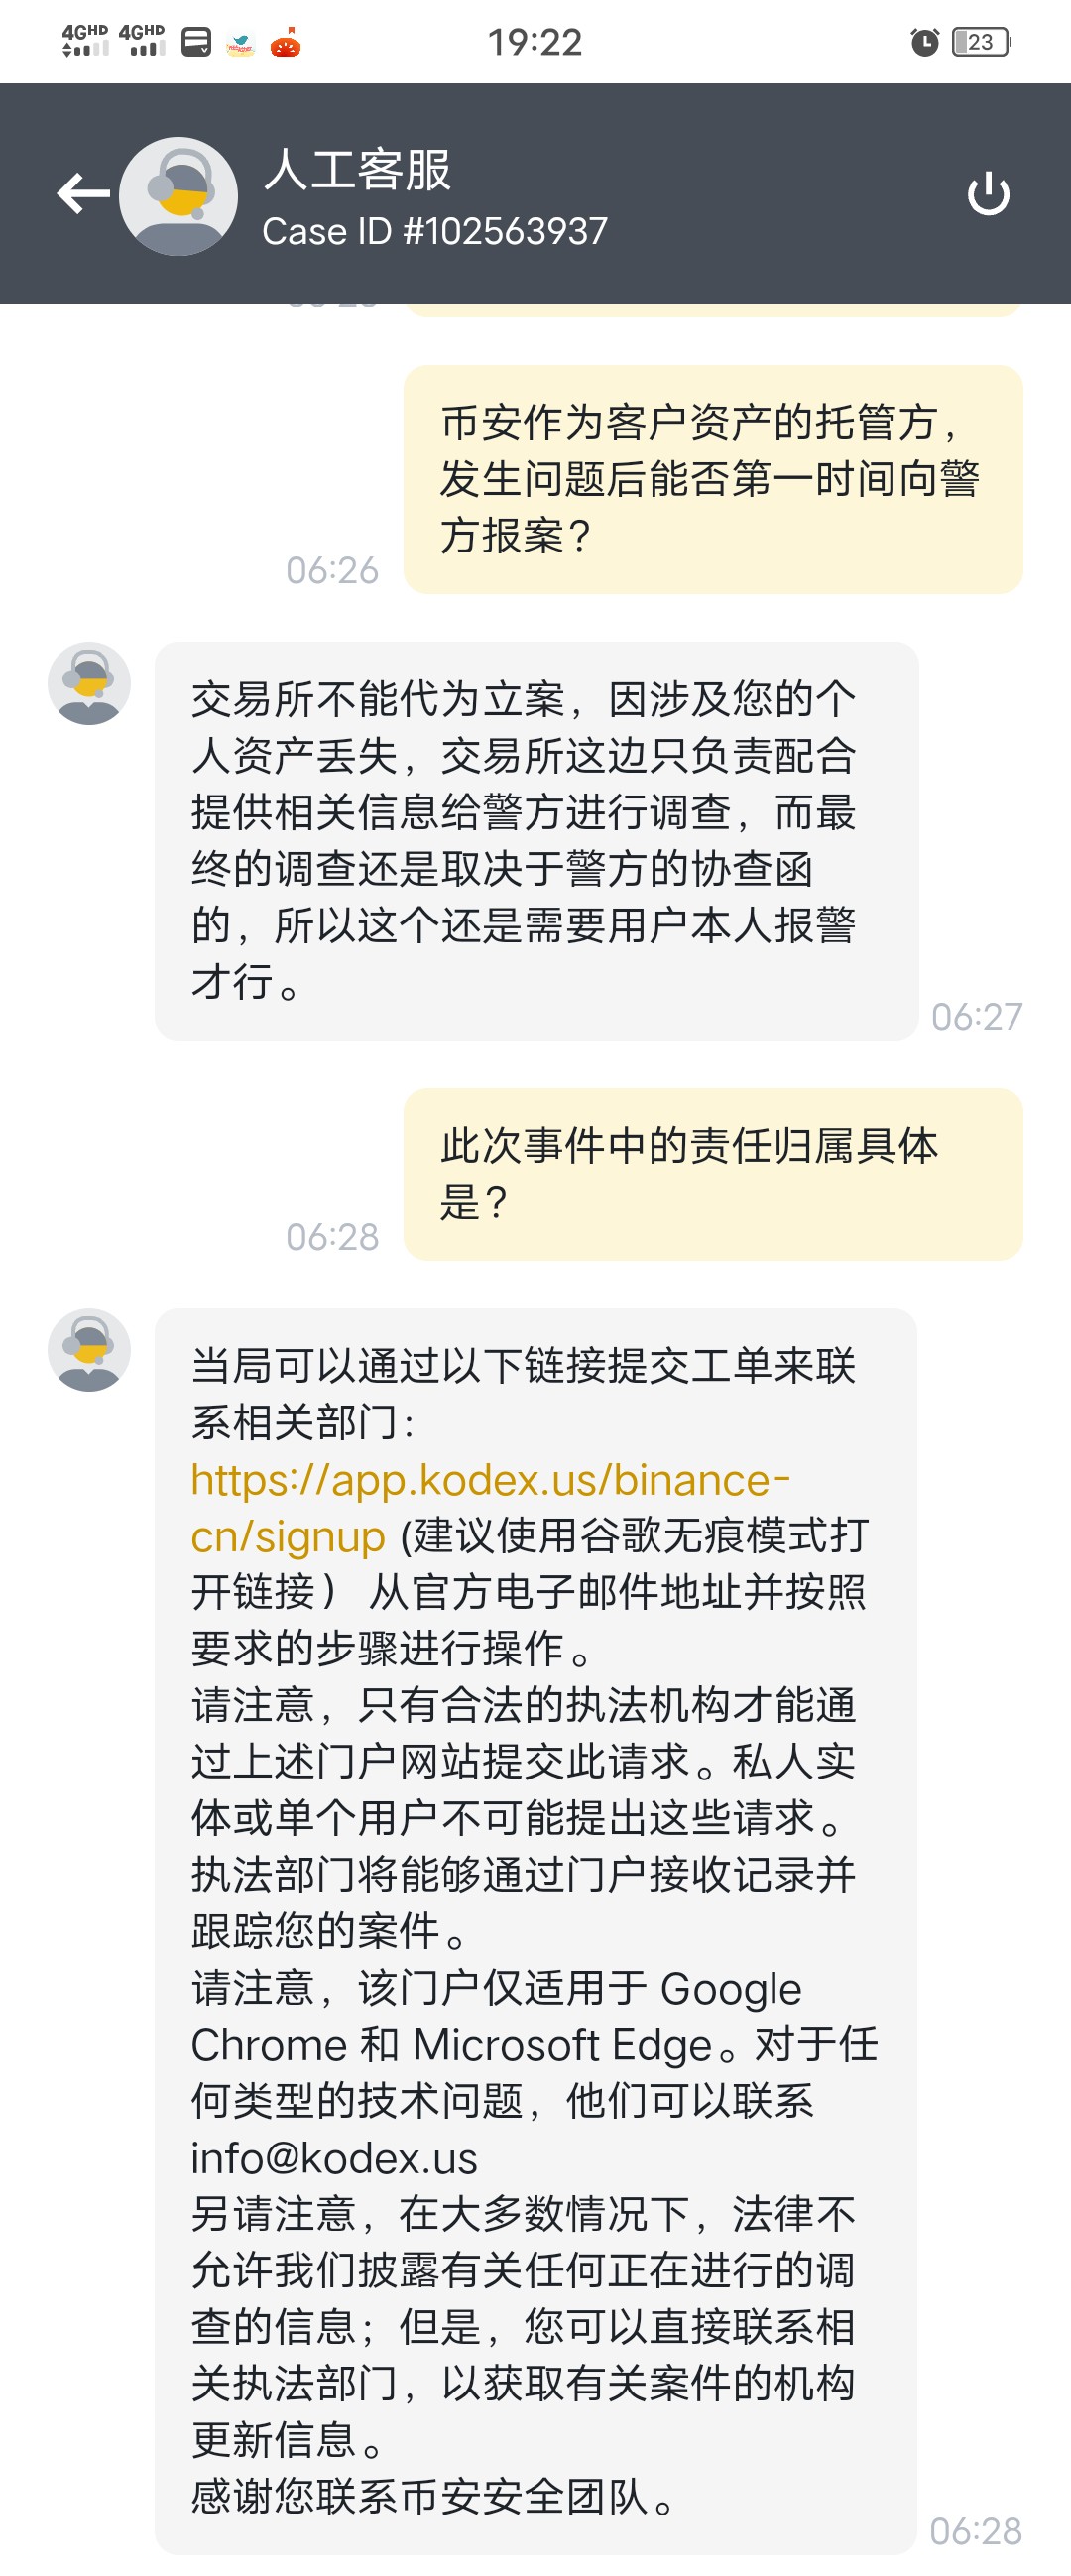 4GHD 4GHD 19:22 23
人工客服
Case ID #102563937
币安作为客户资产的托管方，
发生问题后能否第一时间向警
方报案？
06:26
交易所不能代为立案，因涉及您的个
人资产丢失，交易所这边只负责配合
提供相关信息给警方进行调查，而最
终的调查还是取决于警方的协查函
的，所以这个还是需要用户本人报警
才行。
06:27
此次事件中的责任归属具体
是？
06:28
当局可以通过以下链接提交工单来联
系相关部门：
https://app.kodex.us/binance-
cn/signup (建议使用谷歌无痕模式打
开链接） 从官方电子邮件地址并按照
要求的步骤进行操作。
请注意，只有合法的执法机构才能通
过上述门户网站提交此请求。私人实
体或单个用户不可能提出这些请求。
执法部门将能够通过门户接收记录并
跟踪您的案件。
请注意，该门户仅适用于 Google
Chrome 和 Microsoft Edge。对于任
何类型的技术问题，他们可以联系
info@kodex.us
另请注意，在大多数情况下，法律不
允许我们披露有关任何正在进行的调
查的信息；但是，您可以直接联系相
关执法部门，以获取有关案件的机构
更新信息。
感谢您联系币安安全团队。
06:28